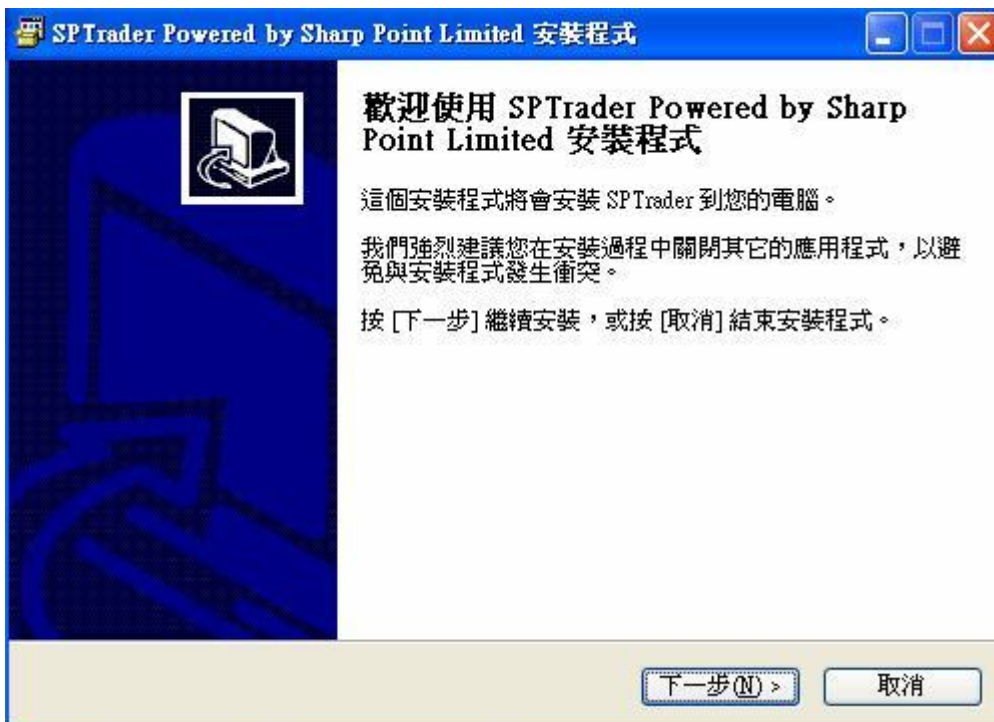 SPTrader Powered by Sharp Point Limited 安裝程式
歡迎使用 SPTrader Powered by Sharp
Point Limited 安裝程式
這個安裝程式將會安裝 SPTrader 到您的電腦。
我們強烈建議您在安裝過程中關閉其它的應用程式，以避
免與安裝程式發生衝突。
按 [下一步] 繼續安裝，或按 [取消] 結束安裝程式。
下一步(N) >
取消